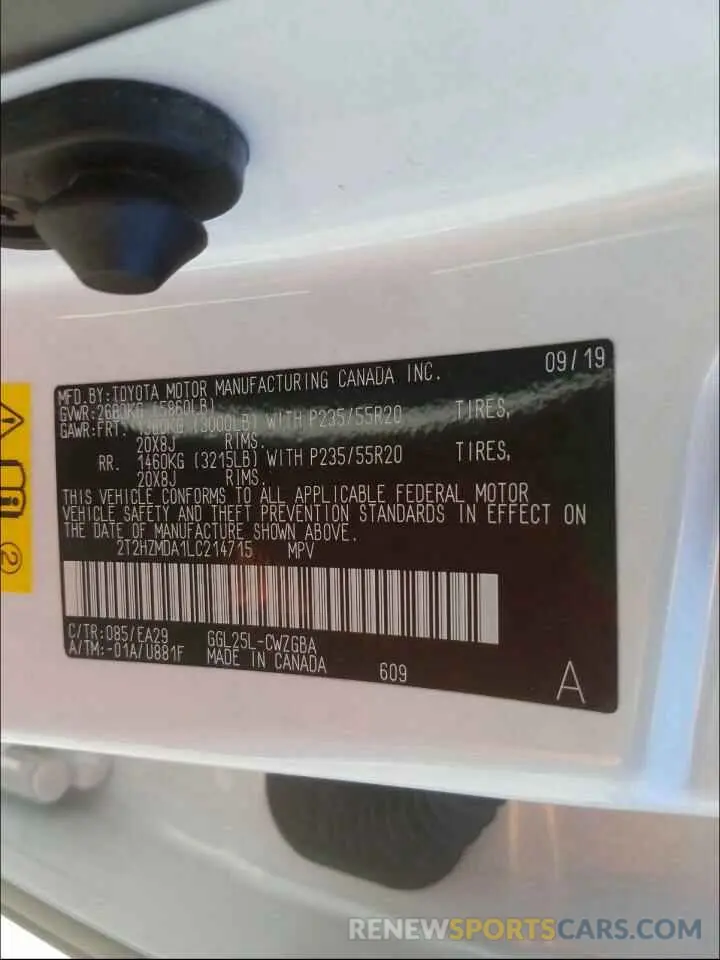 MFD.BY:TOYOTA MOTOR MANUFACTURING CANADA INC. 09/19
GVWR:2680KG (5860LB)
GAWR:FRT. 1360KG (3000LB) WITH P235/55R20 TIRES,
20X8J RIMS.
RR. 1460KG (3215LB) WITH P235/55R20 TIRES,
20X8J RIMS.
THIS VEHICLE CONFORMS TO ALL APPLICABLE FEDERAL MOTOR
VEHICLE SAFETY AND THEFT PREVENTION STANDARDS IN EFFECT ON
THE DATE OF MANUFACTURE SHOWN ABOVE.
2T2HZMDA1LC214715 MPV
C/TR:085/EA29 GGL25L-CWZGBA
A/TM:-01A/U881F MADE IN CANADA 609
A
2
RENEWSPORTSCARS.COM